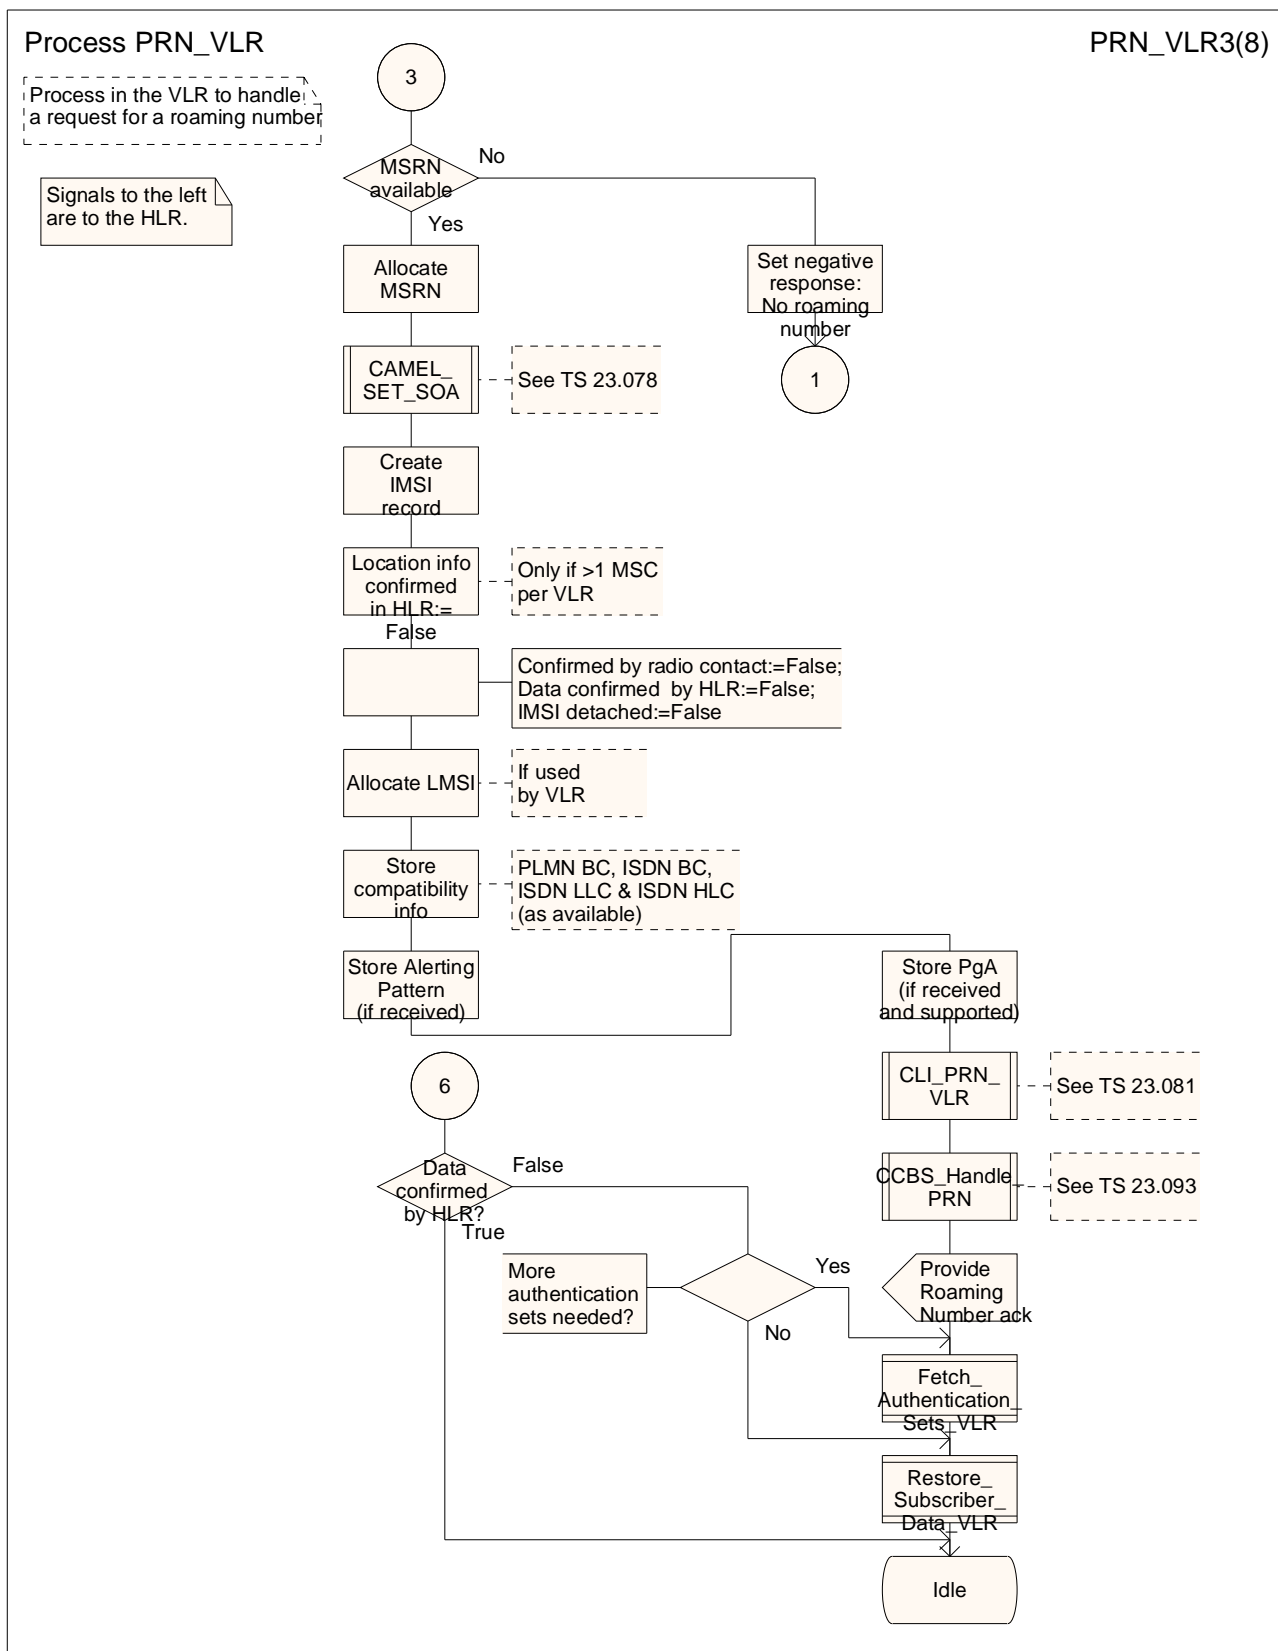 Process PRN_VLR
PRN_VLR3(8)
Process in the VLR to handle
a request for a roaming number
Signals to the left
are to the HLR.
3
MSRN
available
No
Yes
Allocate
MSRN
Set negative
response:
No roaming
number
1
CAMEL_
SET_SOA
See TS 23.078
Create
IMSI
record
Location info
confirmed
in HLR:=
False
Only if >1 MSC
per VLR
Confirmed by radio contact:=False;
Data confirmed  by HLR:=False;
IMSI detached:=False
Allocate LMSI
If used
by VLR
Store
compatibility
info
PLMN BC, ISDN BC,
ISDN LLC & ISDN HLC
(as available)
Store Alerting
Pattern
(if received)
Store PgA
(if received
and supported)
CLI_PRN_
VLR
See TS 23.081
CCBS_Handle_
PRN
See TS 23.093
Provide
Roaming
Number ack
6
Data
confirmed
by HLR?
False
True
More
authentication
sets needed?
Yes
No
Fetch_
Authentication_
Sets_VLR
Restore_
Subscriber_
Data_VLR
Idle